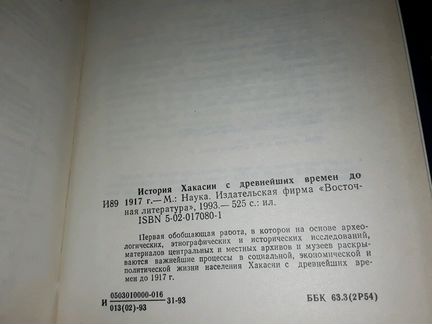 История Хакасии с древнейших времен до
И89 1917 г.— М.: Наука. Издательская фирма «Восточ-
ная литература», 1993.— 525 с.: ил.
ISBN 5-02-017080-1
Первая обобщающая работа, в которой на основе архео-
логических, этнографических и исторических исследований,
материалов центральных и местных архивов и музеев раскры-
ваются важнейшие процессы в социальной, экономической и
политической жизни населения Хакасии с древнейших вре-
мен до 1917 г.
И 0503010000-016 31-93
013(02)-93
ББК 63.3(2Р54)